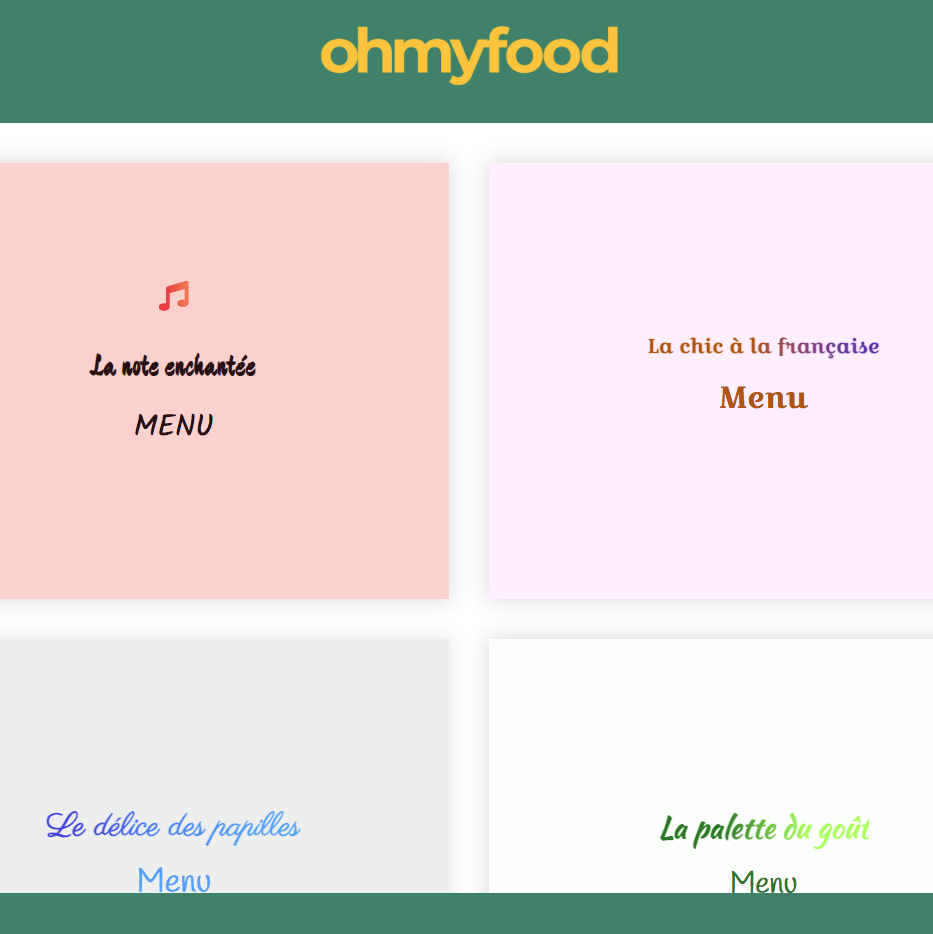 ohmyfood
La note enchantée
MENU
La chic à la française
Menu
Le délice des papilles
Menu
La palette du goût
Menu